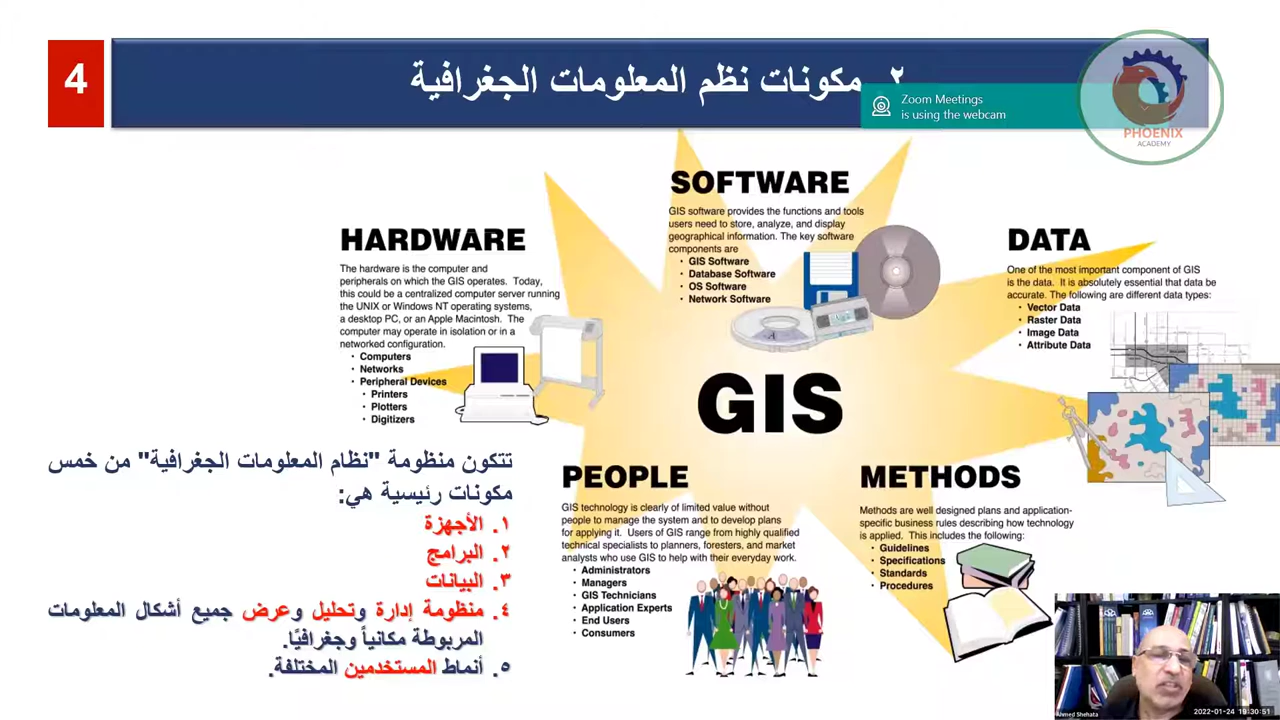 4
٢. مكونات نظم المعلومات الجغرافية
Zoom Meetings
is using the webcam
PHOENIX
ACADEMY
HARDWARE
The hardware is the computer and
peripherals on which the GIS operates. Today,
this could be a centralized computer server running
the UNIX or Windows NT operating systems,
a desktop PC, or an Apple Macintosh. The
computer may operate in isolation or in a
networked configuration.
• Computers
• Networks
• Peripheral Devices
• Printers
• Plotters
• Digitizers
SOFTWARE
GIS software provides the functions and tools
users need to store, analyze, and display
geographical information. The key software
components are
• GIS Software
• Database Software
• OS Software
• Network Software
DATA
One of the most important component of GIS
is the data. It is absolutely essential that data be
accurate. The following are different data types:
• Vector Data
• Raster Data
• Image Data
• Attribute Data
GIS
PEOPLE
GIS technology is clearly of limited value without
people to manage the system and to develop plans
for applying it. Users of GIS range from highly qualified
technical specialists to planners, foresters, and market
analysts who use GIS to help with their everyday work.
• Administrators
• Managers
• GIS Technicians
• Application Experts
• End Users
• Consumers
METHODS
Methods are well designed plans and application-
specific business rules describing how technology
is applied. This includes the following:
• Guidelines
• Specifications
• Standards
• Procedures
تتكون منظومة "نظام المعلومات الجغرافية" من خمس
مكونات رئيسية هي:
١. الأجهزة
٢. البرامج
٣. البيانات
٤. منظومة إدارة وتحليل وعرض جميع أشكال المعلومات
المربوطة مكانياً وجغرافيًا.
٥. أنماط المستخدمين المختلفة.
Ahmed Shehata
2022-01-24 19:30:51